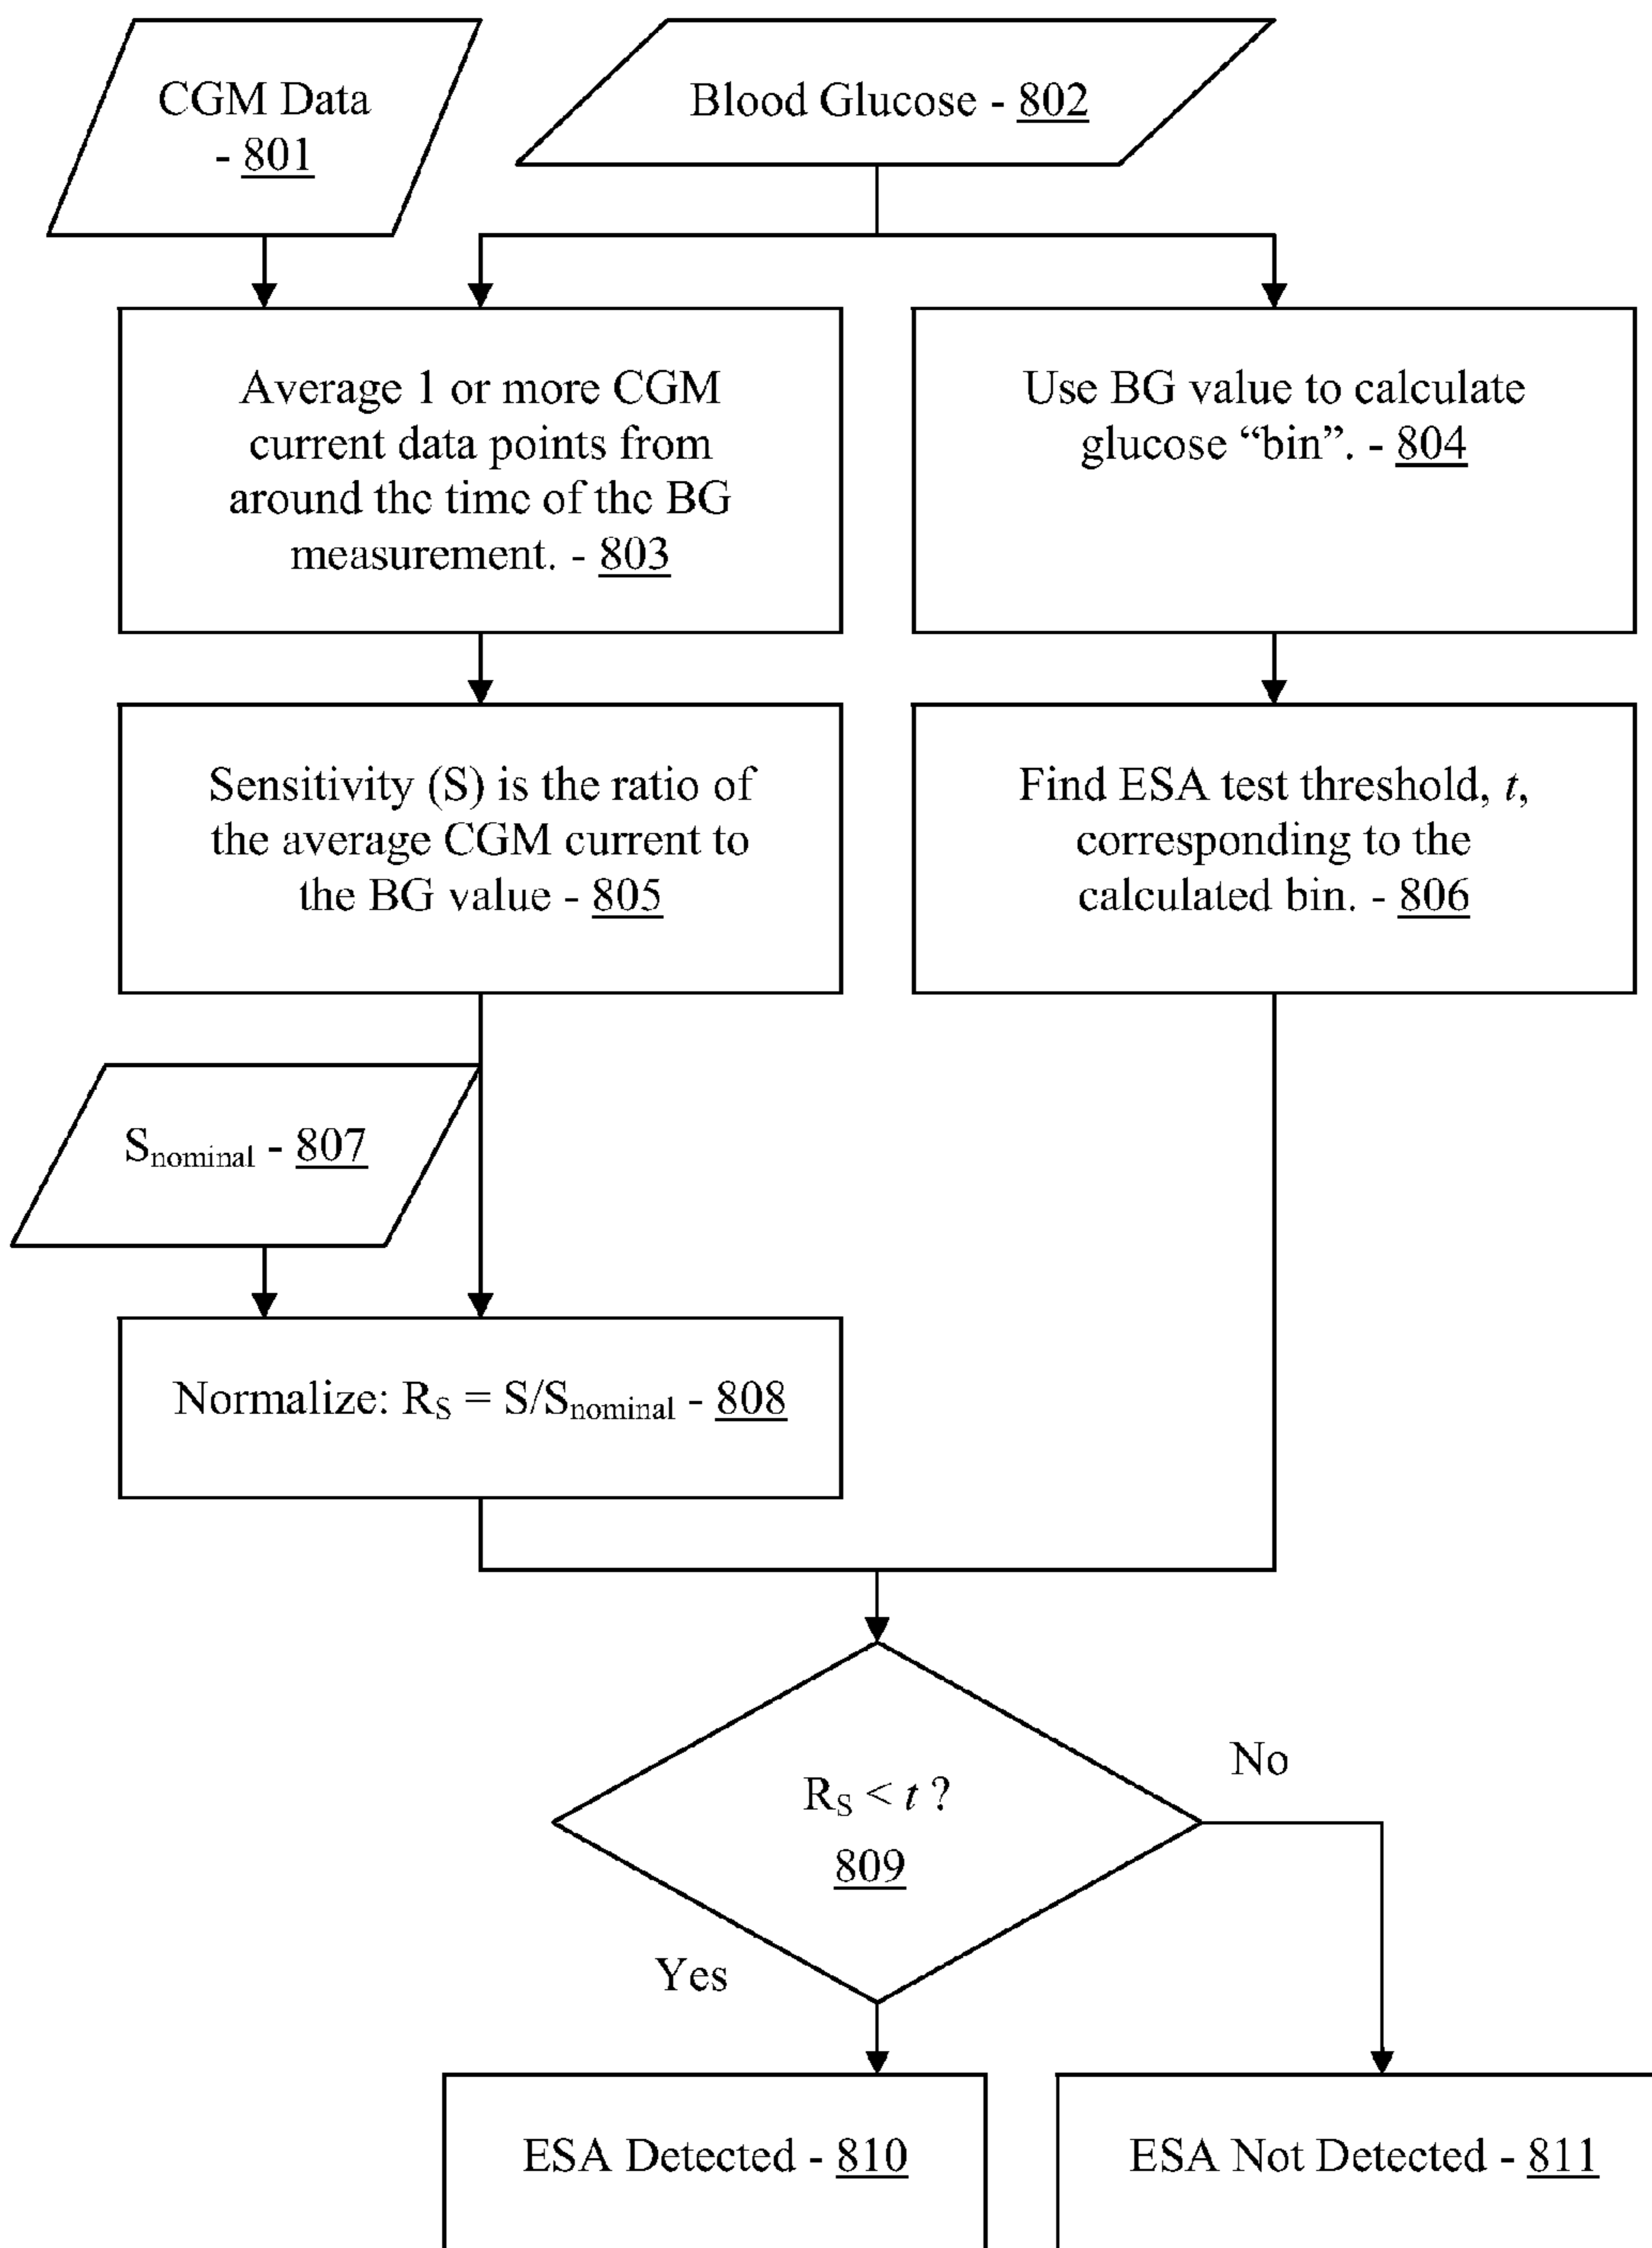 CGM Data
- 801
Blood Glucose - 802
Average 1 or more CGM
current data points from
around the time of the BG
measurement. - 803
Use BG value to calculate
glucose “bin”. - 804
Sensitivity (S) is the ratio of
the average CGM current to
the BG value - 805
Find ESA test threshold, t,
corresponding to the
calculated bin. - 806
Snominal - 807
Normalize: RS = S/Snominal - 808
RS < t ?
809
No
Yes
ESA Detected - 810
ESA Not Detected - 811